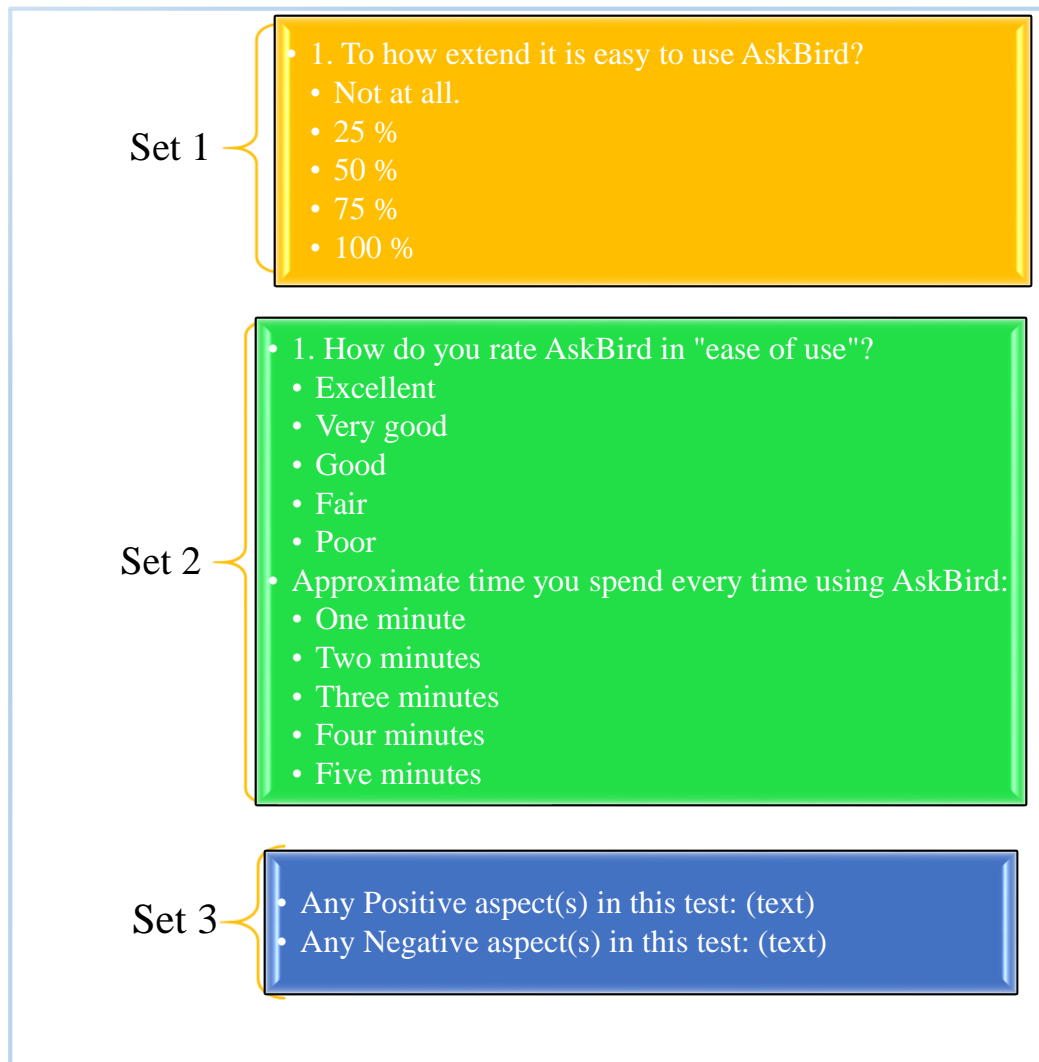 Set 1
• 1. To how extend it is easy to use AskBird?
• Not at all.
• 25 %
• 50 %
• 75 %
• 100 %
Set 2
• 1. How do you rate AskBird in "ease of use"?
• Excellent
• Very good
• Good
• Fair
• Poor
• Approximate time you spend every time using AskBird:
• One minute
• Two minutes
• Three minutes
• Four minutes
• Five minutes
Set 3
• Any Positive aspect(s) in this test: (text)
• Any Negative aspect(s) in this test: (text)